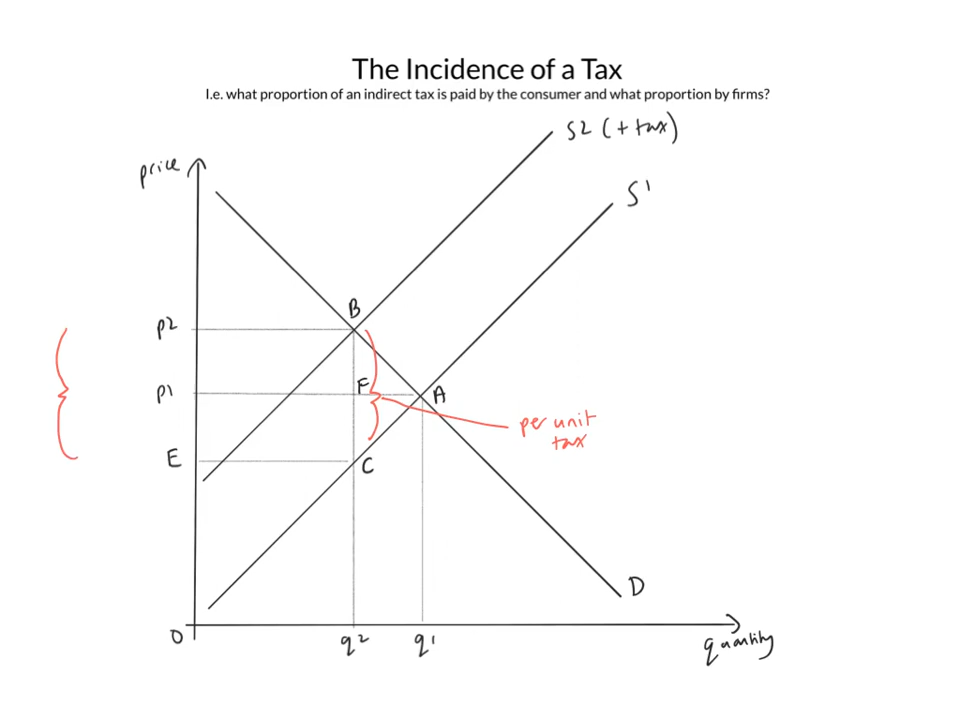 The Incidence of a Tax
I.e. what proportion of an indirect tax is paid by the consumer and what proportion by firms?
S2 (+ tax)
price
S1
B
P2
F
P1
A
per unit
tax
E
C
D
0
q2
q1
quantity